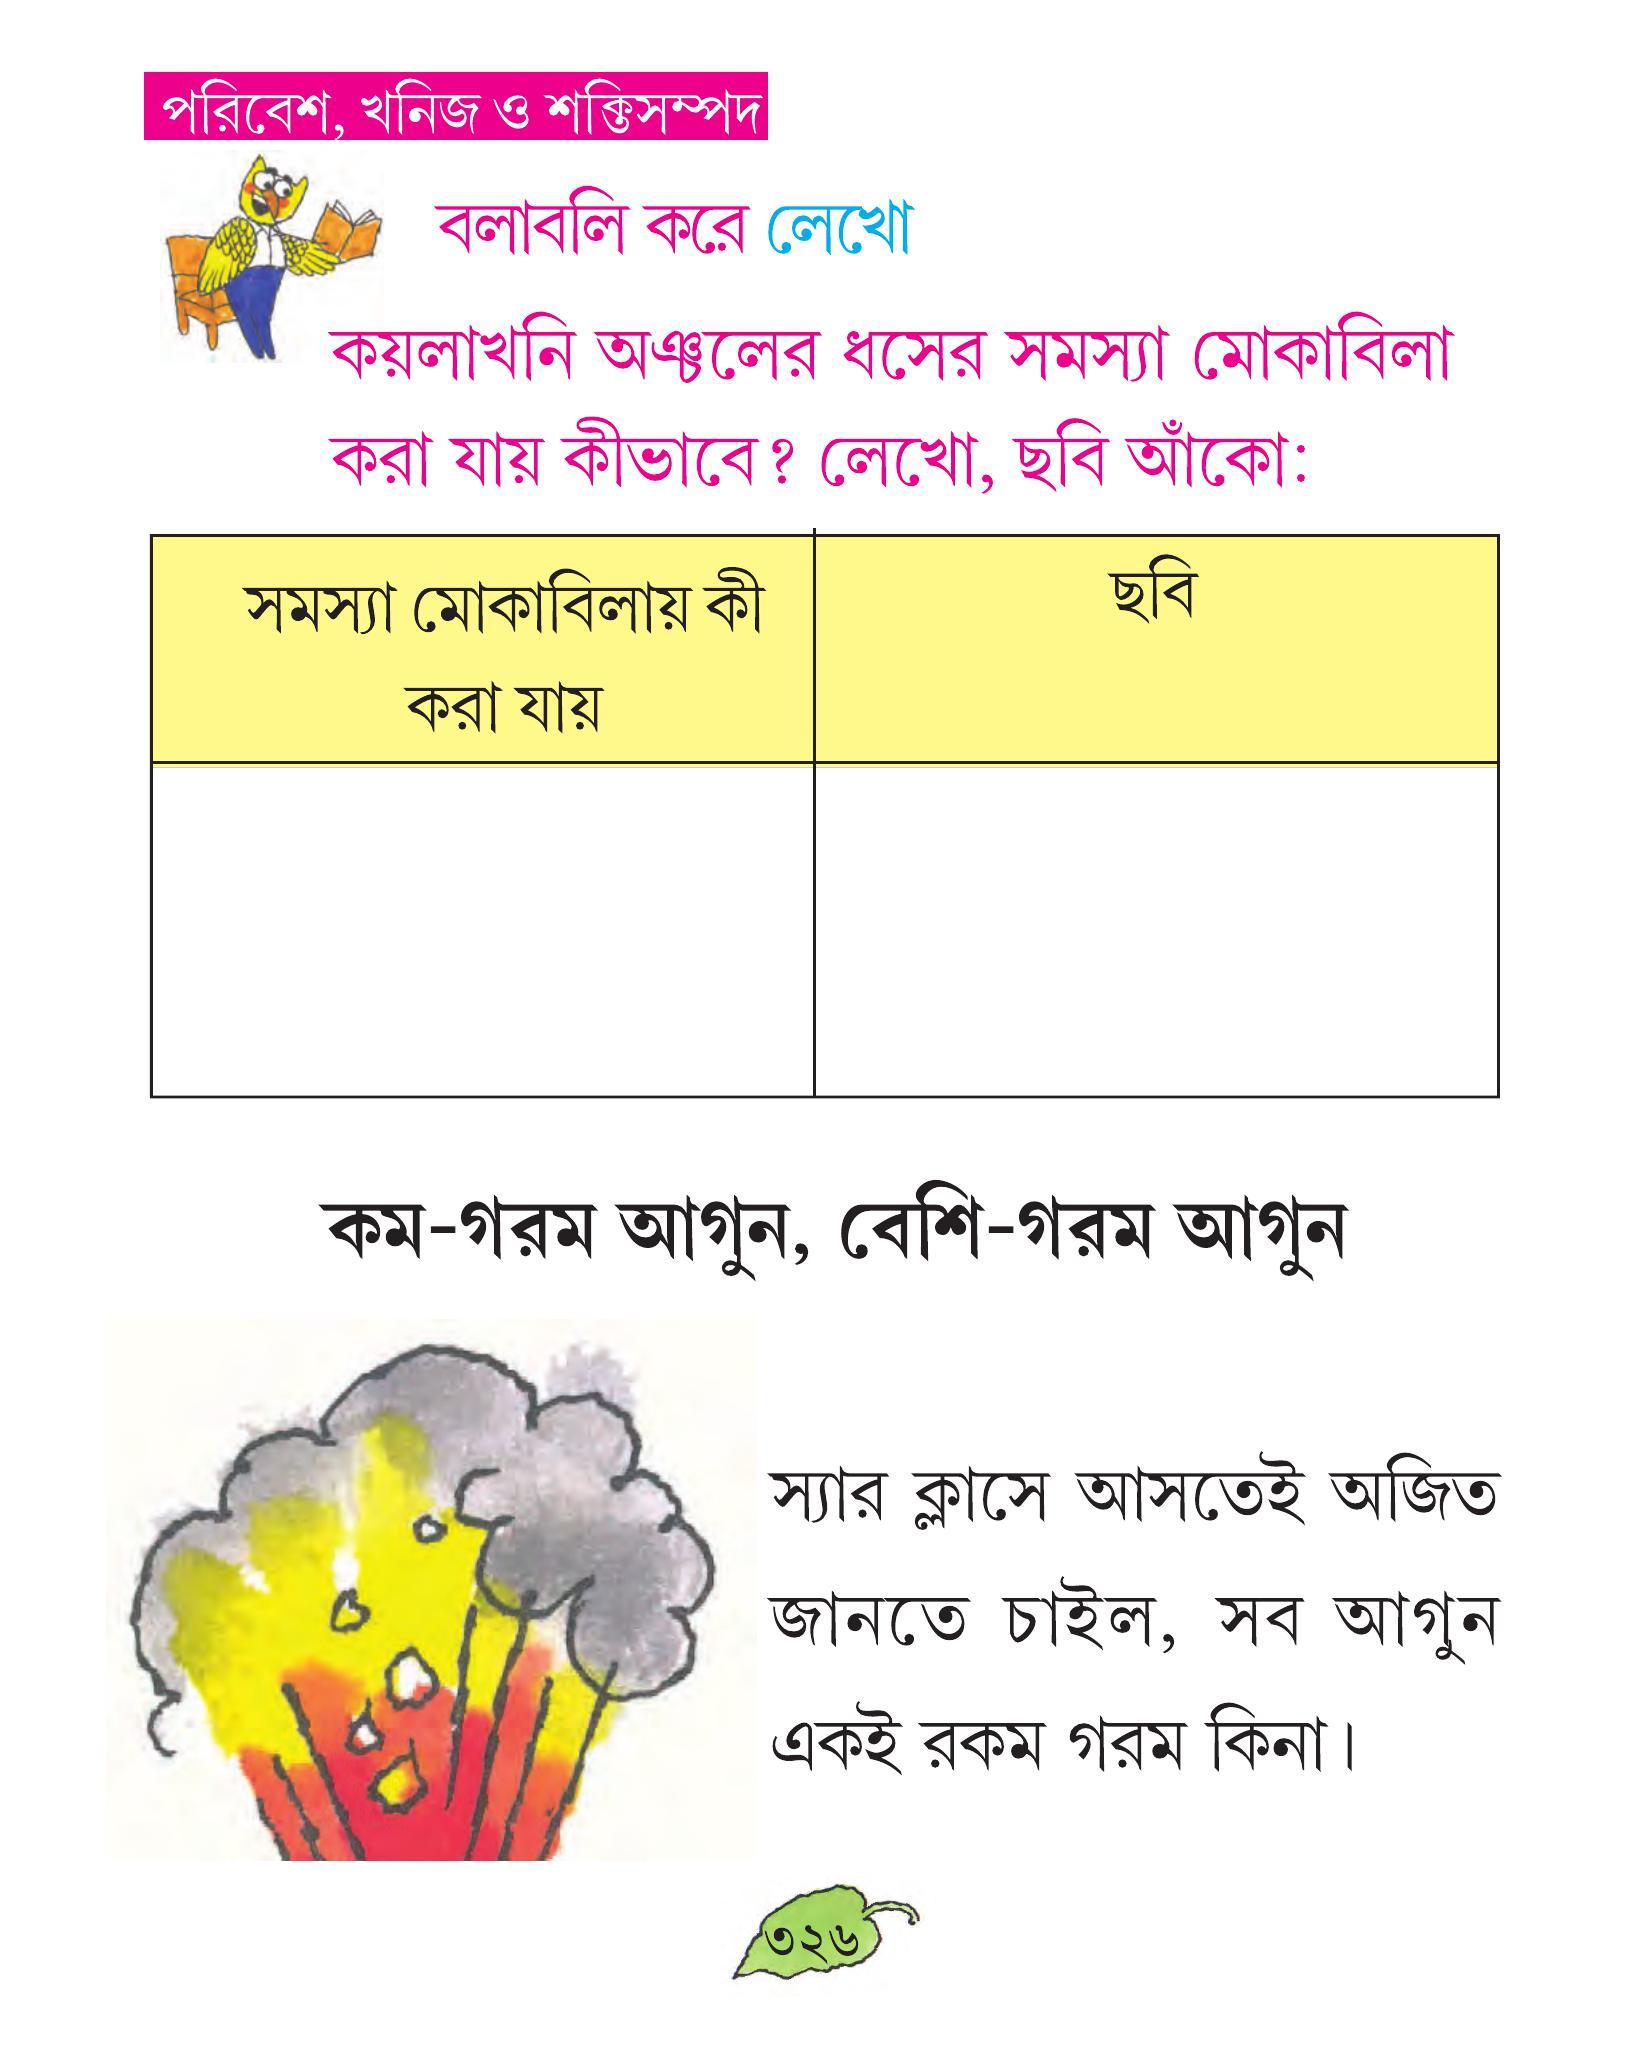 পরিবেশ, খনিজ ও শক্তিসম্পদ
বলাবলি করে লেখো
কয়লাখনি অঞ্চলের ধসের সমস্যা মোকাবিলা
করা যায় কীভাবে? লেখো, ছবি আঁকো:
সমস্যা মোকাবিলায় কী
করা যায়
ছবি
কম-গরম আগুন, বেশি-গরম আগুন
স্যার ক্লাসে আসতেই অজিত
জানতে চাইল, সব আগুন
একই রকম গরম কিনা।
৩২৬